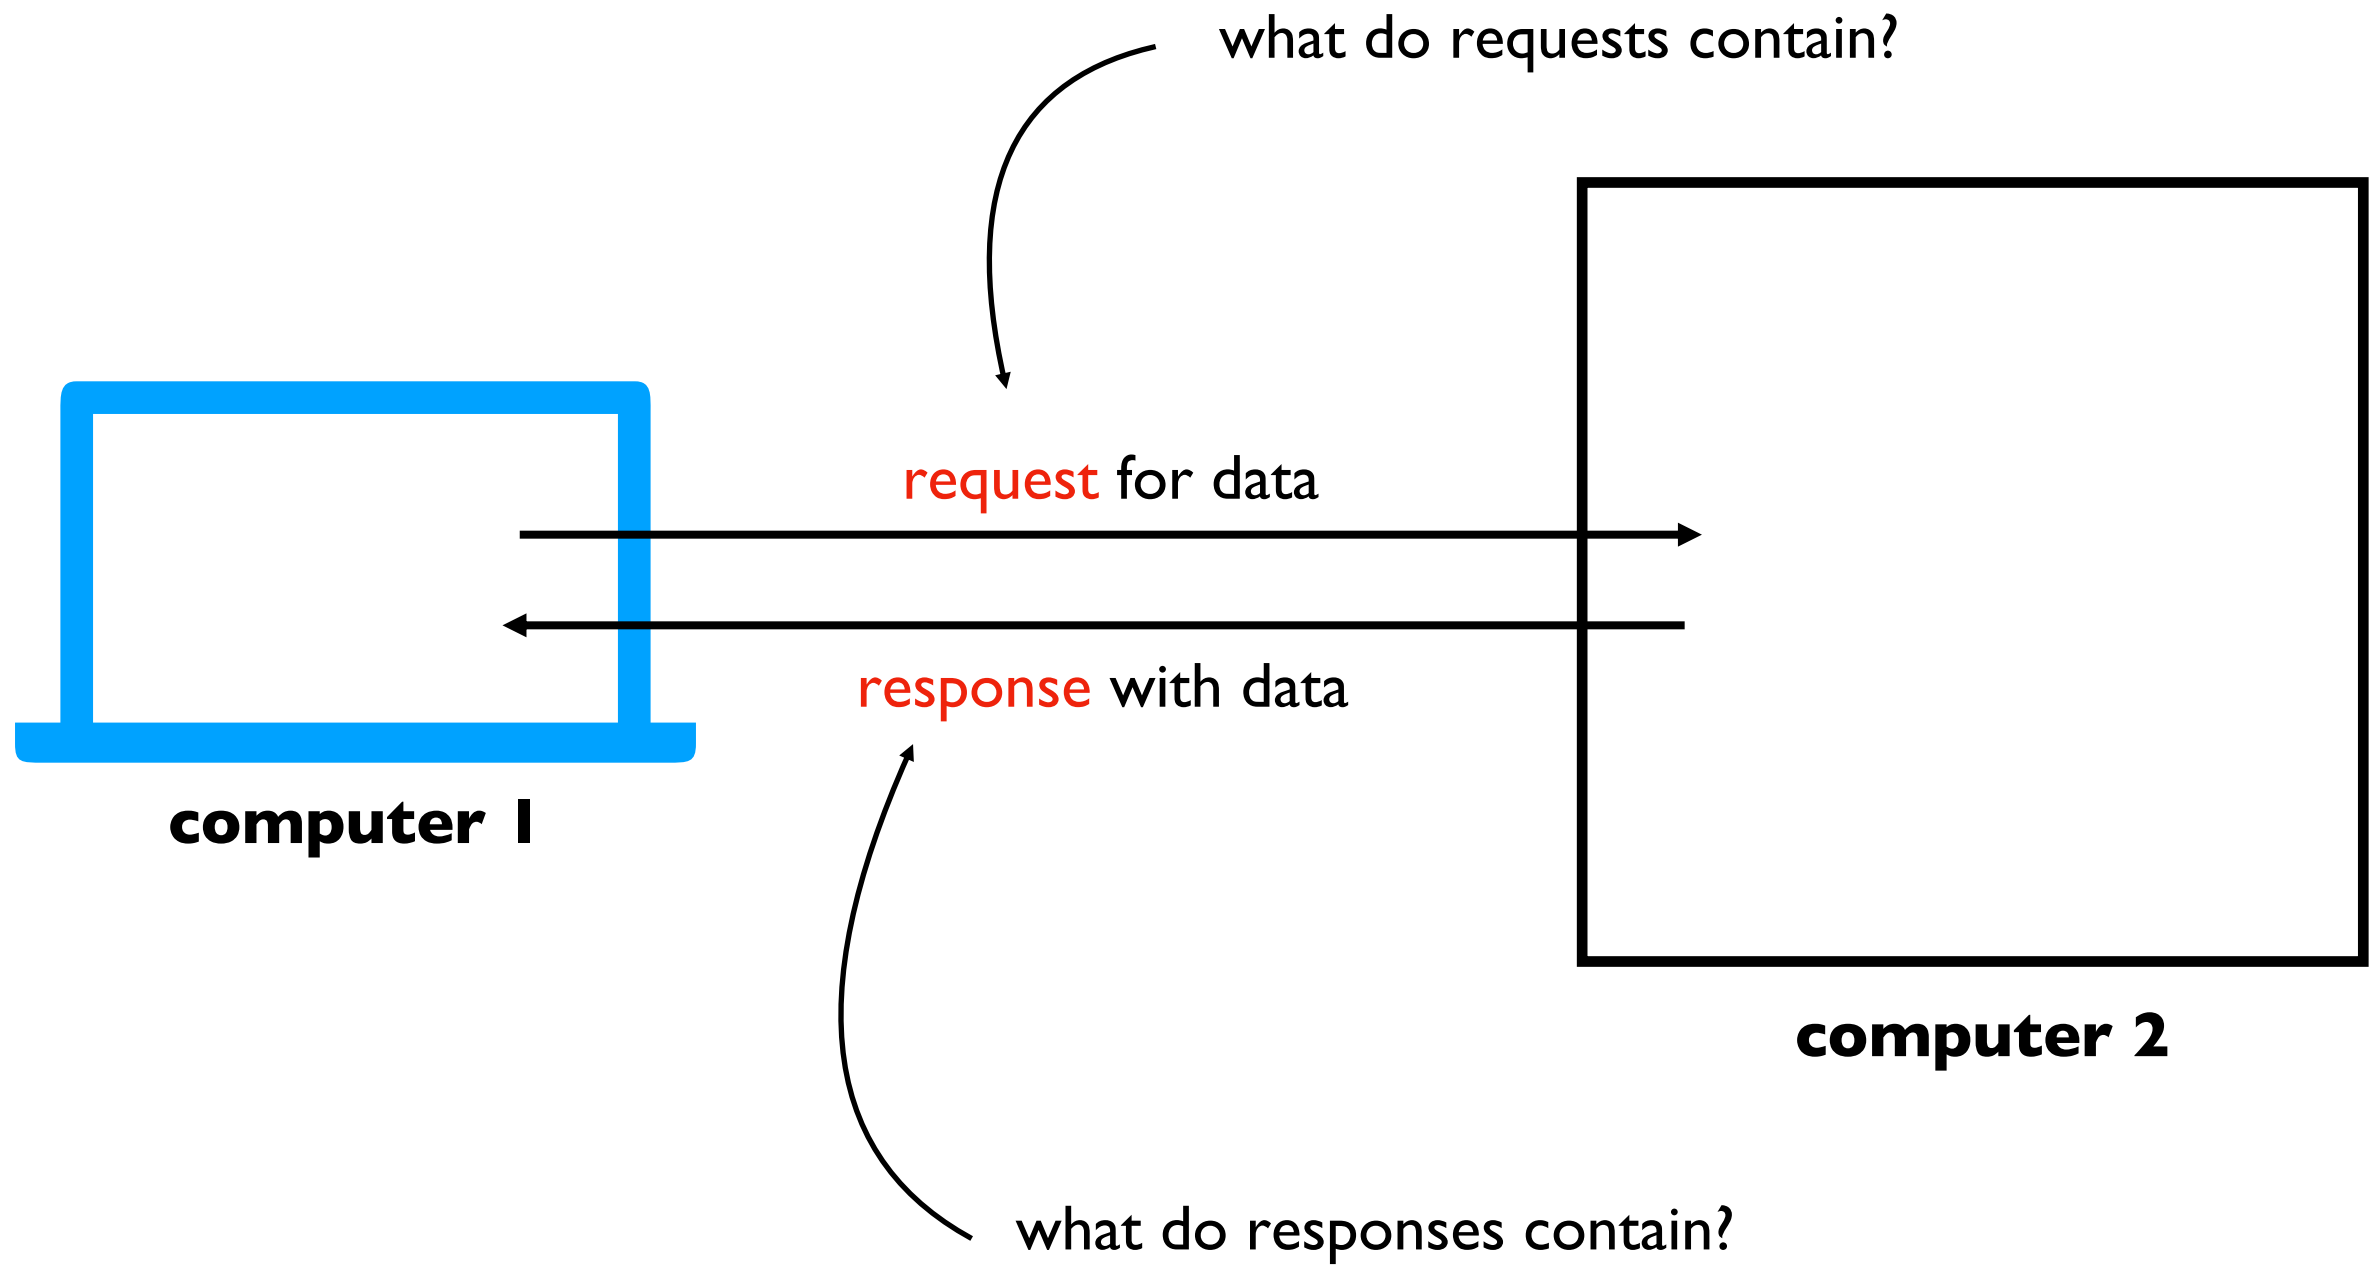 what do requests contain?
request for data
response with data
computer 1
computer 2
what do responses contain?